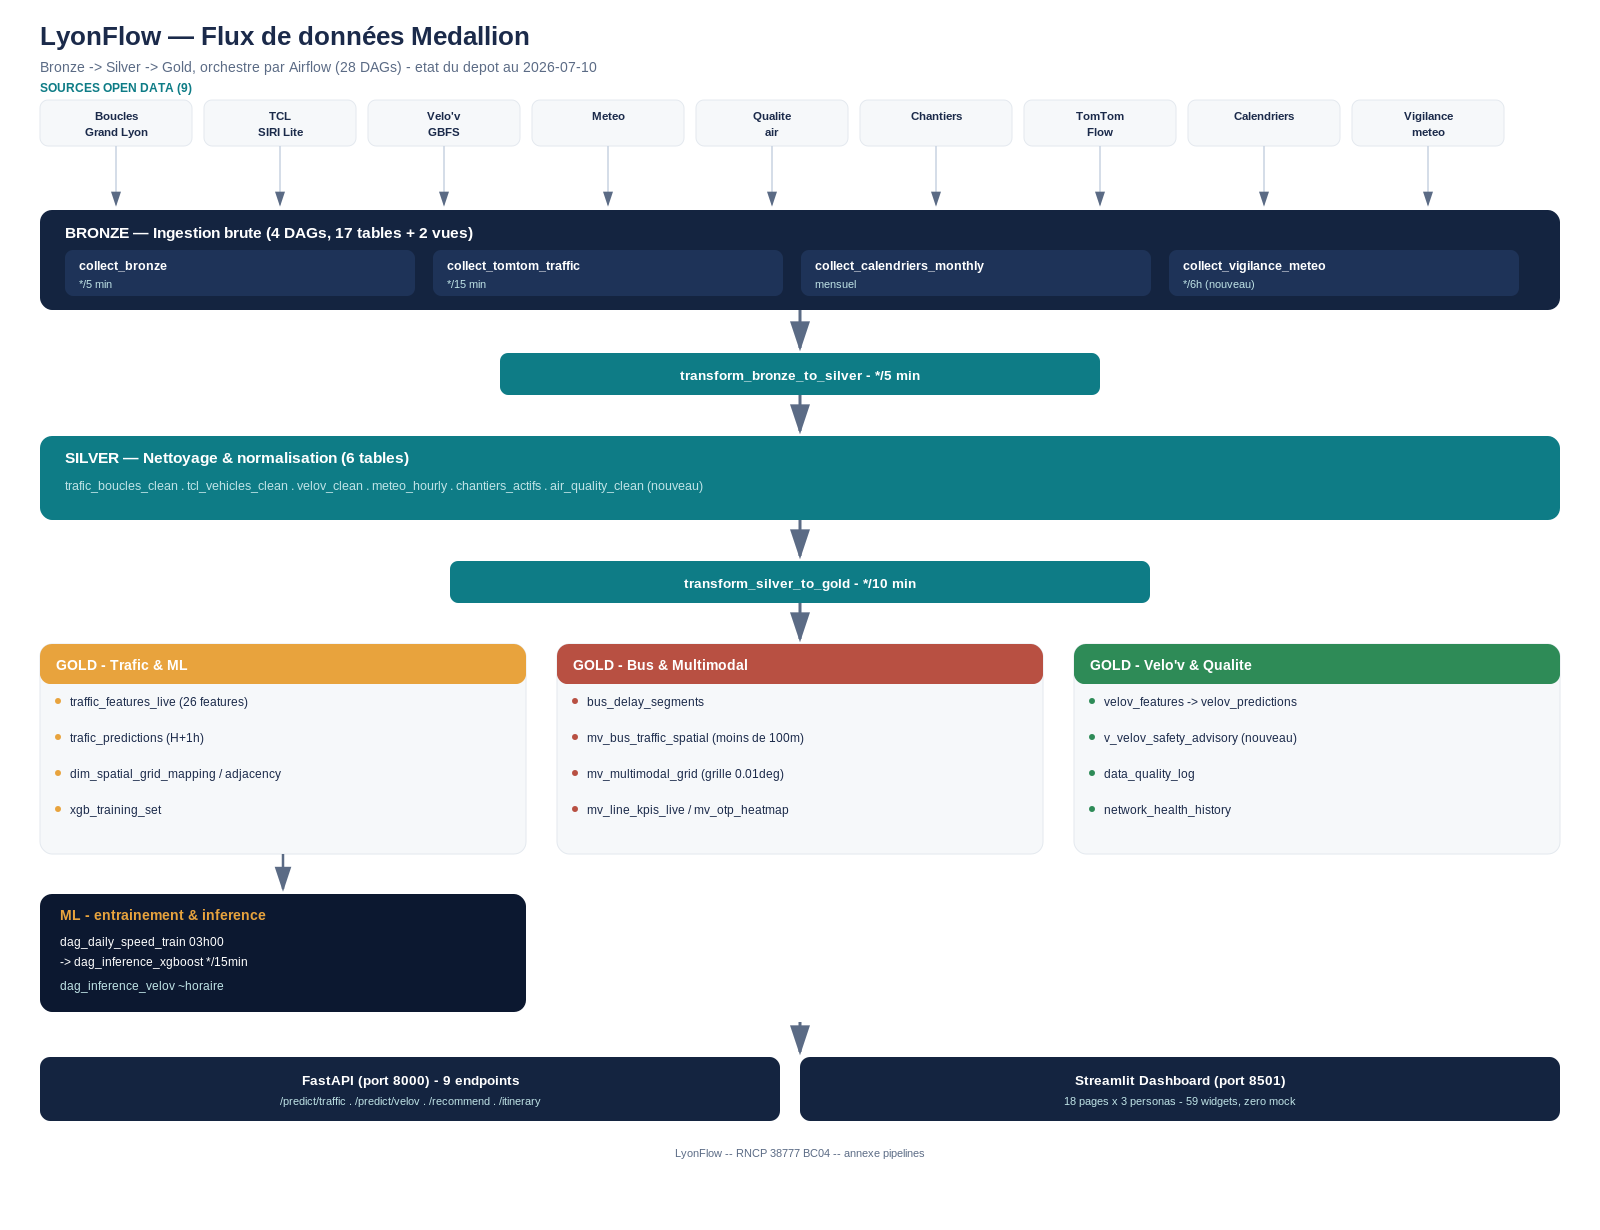 LyonFlow — Flux de données Medallion
Bronze -> Silver -> Gold, orchestre par Airflow (28 DAGs) - etat du depot au 2026-07-10
SOURCES OPEN DATA (9)
Boucles
Grand Lyon
TCL
SIRI Lite
Velo'v
GBFS
Meteo
Qualite
air
Chantiers
TomTom
Flow
Calendriers
Vigilance
meteo
BRONZE — Ingestion brute (4 DAGs, 17 tables + 2 vues)
collect_bronze
*/5 min
collect_tomtom_traffic
*/15 min
collect_calendriers_monthly
mensuel
collect_vigilance_meteo
*/6h (nouveau)
transform_bronze_to_silver - */5 min
SILVER — Nettoyage & normalisation (6 tables)
trafic_boucles_clean . tcl_vehicles_clean . velov_clean . meteo_hourly . chantiers_actifs . air_quality_clean (nouveau)
transform_silver_to_gold - */10 min
GOLD - Trafic & ML
traffic_features_live (26 features)
trafic_predictions (H+1h)
dim_spatial_grid_mapping / adjacency
xgb_training_set
GOLD - Bus & Multimodal
bus_delay_segments
mv_bus_traffic_spatial (moins de 100m)
mv_multimodal_grid (grille 0.01deg)
mv_line_kpis_live / mv_otp_heatmap
GOLD - Velo'v & Qualite
velov_features -> velov_predictions
v_velov_safety_advisory (nouveau)
data_quality_log
network_health_history
ML - entrainement & inference
dag_daily_speed_train 03h00
-> dag_inference_xgboost */15min
dag_inference_velov ~horaire
FastAPI (port 8000) - 9 endpoints
/predict/traffic . /predict/velov . /recommend . /itinerary
Streamlit Dashboard (port 8501)
18 pages x 3 personas - 59 widgets, zero mock
LyonFlow -- RNCP 38777 BC04 -- annexe pipelines